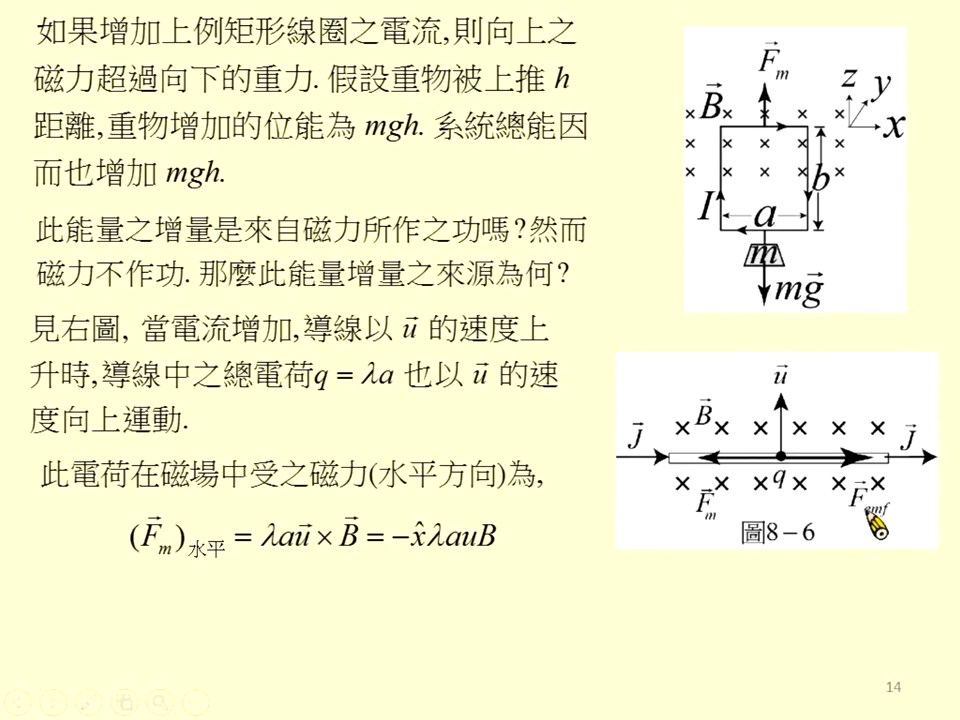 如果增加上例矩形線圈之電流,則向上之
磁力超過向下的重力. 假設重物被上推 h
距離,重物增加的位能為 mgh. 系統總能因
而也增加 mgh.
此能量之增量是來自磁力所作之功嗎?然而
磁力不作功. 那麼此能量增量之來源為何?
見右圖, 當電流增加,導線以 u⃗ 的速度上
升時,導線中之總電荷q = λa 也以 u⃗ 的速
度向上運動.
此電荷在磁場中受之磁力(水平方向)為,
(F⃗m)水平 = λau⃗ × B⃗ = −x̂λauB
F⃗m
z y
B⃗ x
b
I a
m
mg⃗
u⃗
B⃗
J⃗ J⃗
q
F⃗m F⃗emf
圖8－6
14